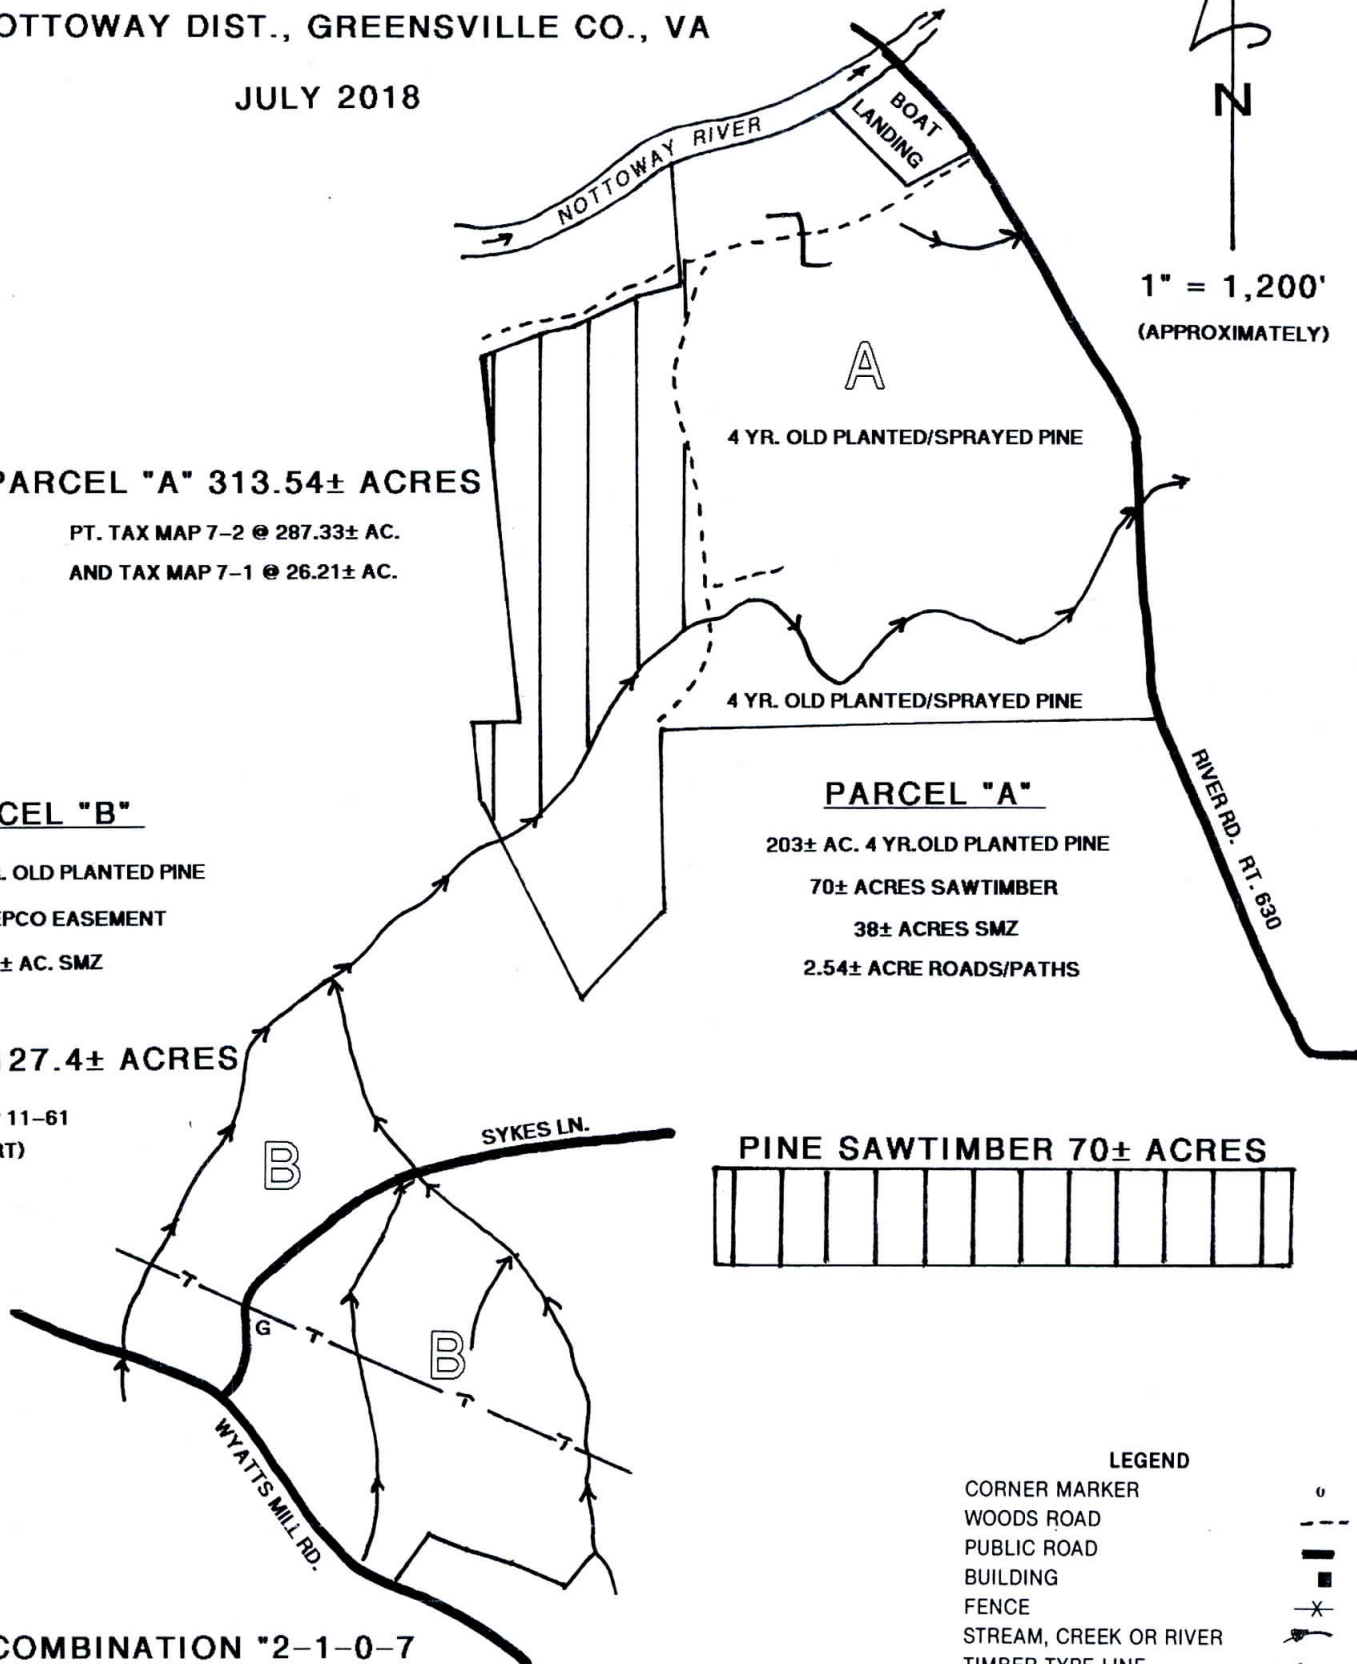 OTTOWAY DIST., GREENSVILLE CO., VA
JULY 2018
N
1" = 1,200'
(APPROXIMATELY)
BOAT
LANDING
NOTTOWAY RIVER
A
4 YR. OLD PLANTED/SPRAYED PINE
PARCEL "A" 313.54± ACRES
PT. TAX MAP 7-2 @ 287.33± AC.
AND TAX MAP 7-1 @ 26.21± AC.
4 YR. OLD PLANTED/SPRAYED PINE
RIVER RD. RT. 630
PARCEL "A"
203± AC. 4 YR.OLD PLANTED PINE
70± ACRES SAWTIMBER
38± ACRES SMZ
2.54± ACRE ROADS/PATHS
CEL "B"
. OLD PLANTED PINE
EPCO EASEMENT
± AC. SMZ
27.4± ACRES
11-61
RT)
B
SYKES LN.
PINE SAWTIMBER 70± ACRES
T
G
T
B
T
T
WYATTS MILL RD.
LEGEND
CORNER MARKER
WOODS ROAD
PUBLIC ROAD
BUILDING
FENCE
STREAM, CREEK OR RIVER
TIMBER TYPE LINE
COMBINATION "2-1-0-7